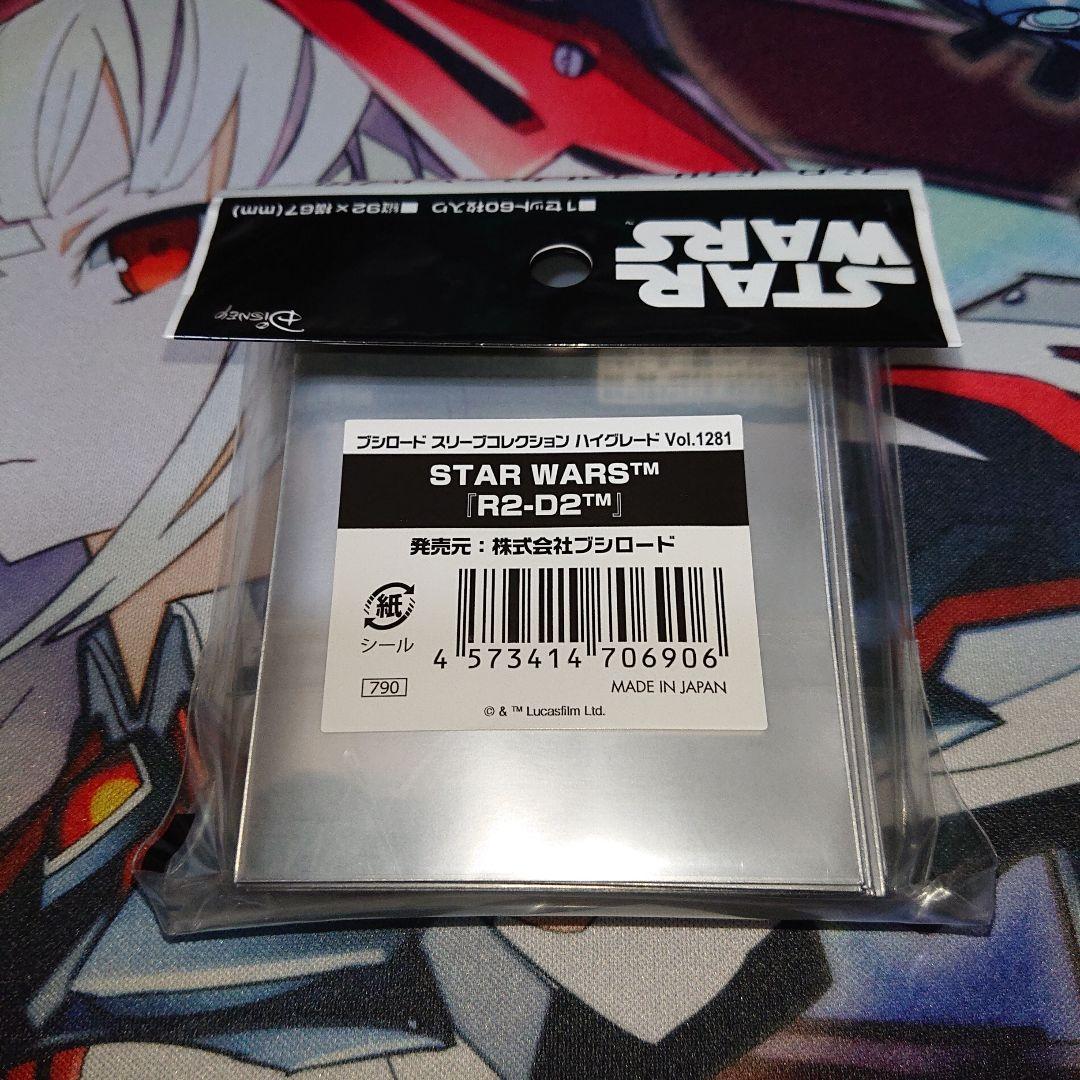 ■1セット60枚入り ■縦92×横67(mm)
STAR
WARS™
Disney
ブシロード スリーブコレクション ハイグレード Vol.1281
STAR WARS™
『R2-D2™』
発売元：株式会社ブシロード
紙
シール
4 573414 706906
790
MADE IN JAPAN
© & ™ Lucasfilm Ltd.